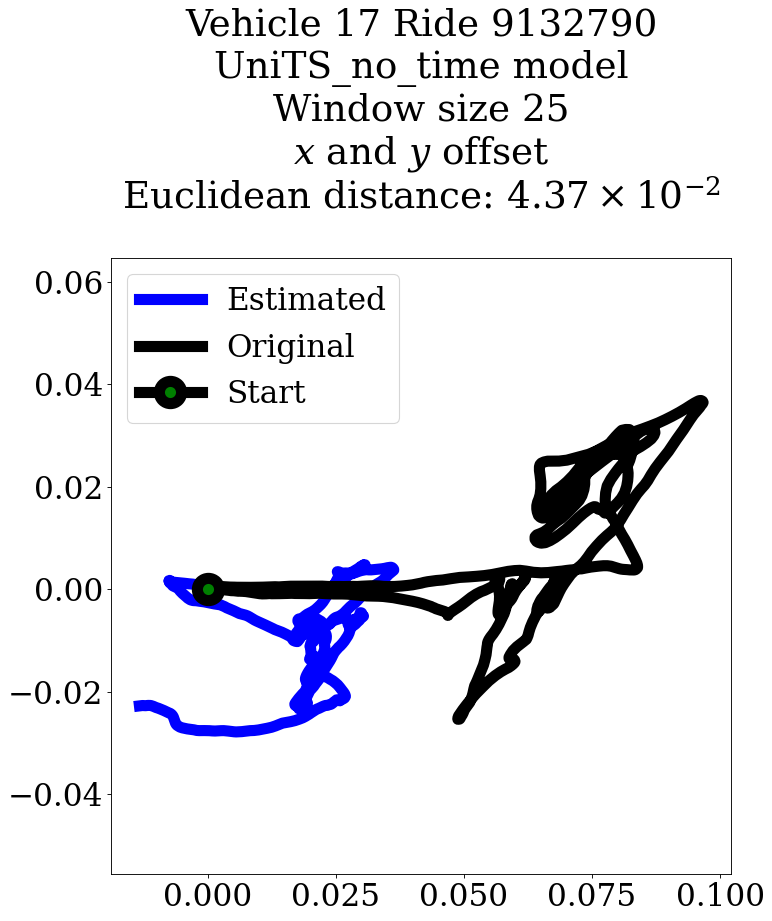 Vehicle 17 Ride 9132790
UniTS_no_time model
Window size 25
x and y offset
Euclidean distance: 4.37 × 10⁻²
0.06
Estimated
Original
0.04
Start
0.02
0.00
−0.02
−0.04
0.000 0.025 0.050 0.075 0.100